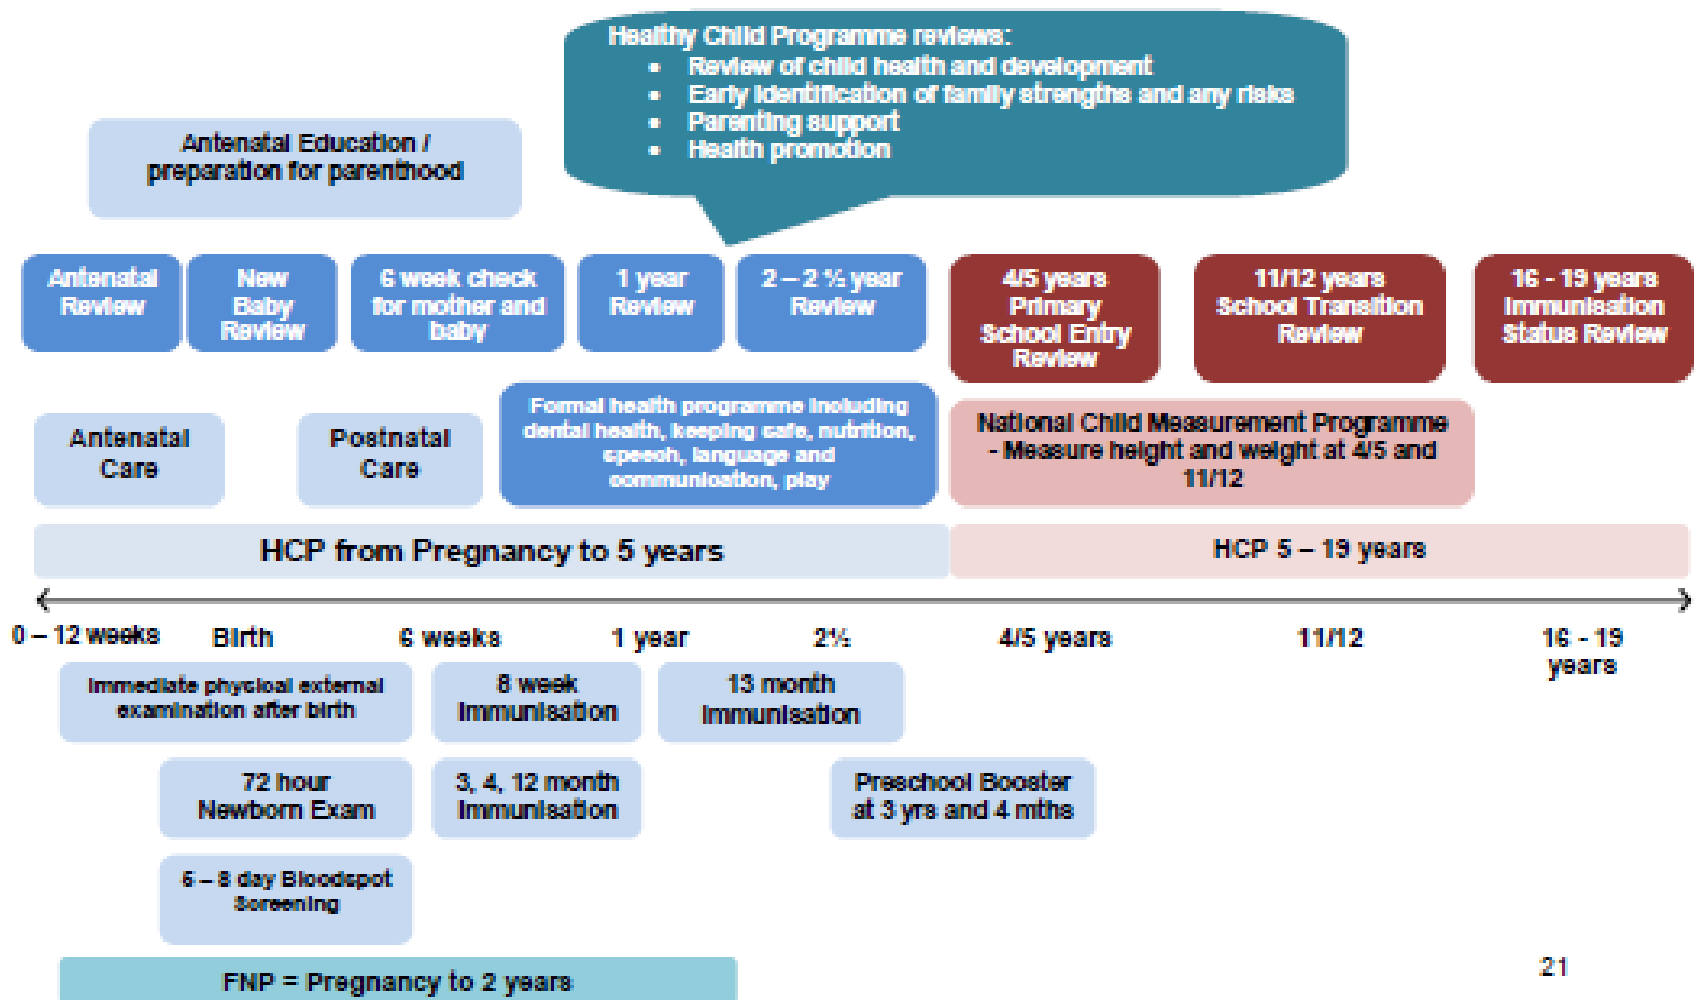 Healthy Child Programme reviews:
• Review of child health and development
• Early identification of family strengths and any risks
• Parenting support
• Health promotion
Antenatal Education /
preparation for parenthood
Antenatal
Review
New
Baby
Review
6 week check
for mother and
baby
1 year
Review
2 – 2 ½ year
Review
4/5 years
Primary
School Entry
Review
11/12 years
School Transition
Review
16 - 19 years
Immunisation
Status Review
Antenatal
Care
Postnatal
Care
Formal health programme including
dental health, keeping safe, nutrition,
speech, language and
communication, play
National Child Measurement Programme
- Measure height and weight at 4/5 and
11/12
HCP from Pregnancy to 5 years
HCP 5 – 19 years
0 – 12 weeks
Birth
6 weeks
1 year
2½
4/5 years
11/12
16 - 19
years
Immediate physical external
examination after birth
8 week
Immunisation
13 month
Immunisation
72 hour
Newborn Exam
3, 4, 12 month
Immunisation
Preschool Booster
at 3 yrs and 4 mths
8 day Bloodspot
Screening
FNP = Pregnancy to 2 years
21